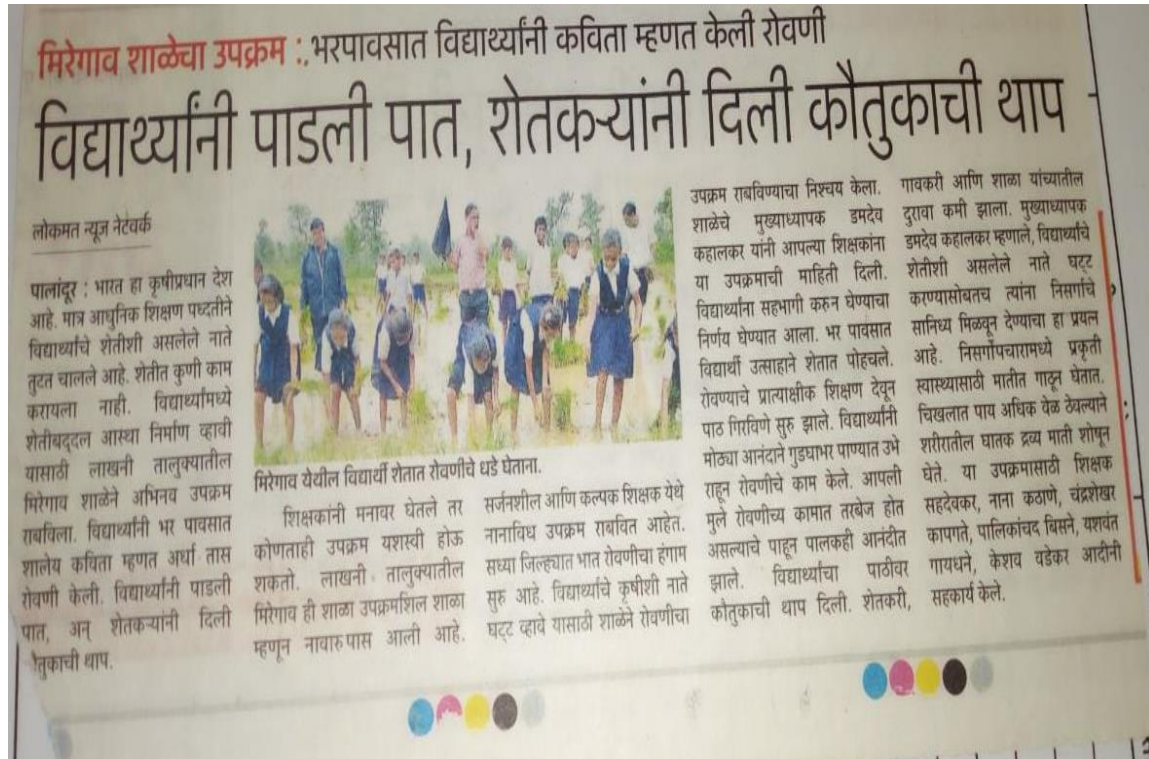 मिरेगाव शाळेचा उपक्रम : भरपावसात विद्यार्थ्यांनी कविता म्हणत केली रोवणी
विद्यार्थ्यांनी पाडली पात, शेतकऱ्यांनी दिली कौतुकाची थाप
लोकमत न्यूज नेटवर्क
पालांदूर : भारत हा कृषीप्रधान देश
आहे. मात्र आधुनिक शिक्षण पध्दतीने
विद्यार्थ्यांचे शेतीशी असलेले नाते
तुटत चालले आहे. शेतीत कुणी काम
करायला नाही. विद्यार्थ्यांमध्ये
शेतीबद्दल आस्था निर्माण व्हावी
यासाठी लाखनी तालुक्यातील
मिरेगाव शाळेने अभिनव उपक्रम
राबविला. विद्यार्थ्यांनी भर पावसात
शालेय कविता म्हणत अर्धा तास
रोवणी केली. विद्यार्थ्यांनी पाडली
पात, अन् शेतकऱ्यांनी दिली
ौतुकाची थाप.
मिरेगाव येथील विद्यार्थी शेतात रोवणीचे धडे घेताना.
शिक्षकांनी मनावर घेतले तर
कोणताही उपक्रम यशस्वी होऊ
शकतो. लाखनी तालुक्यातील
मिरेगाव ही शाळा उपक्रमशिल शाळा
म्हणून नावारुपास आली आहे.
सर्जनशील आणि कल्पक शिक्षक येथे
नानाविध उपक्रम राबवित आहेत.
सध्या जिल्ह्यात भात रोवणीचा हंगाम
सुरु आहे. विद्यार्थ्यांचे कृषीशी नाते
घट्ट व्हावे यासाठी शाळेने रोवणीचा
उपक्रम राबविण्याचा निश्चय केला.
शाळेचे मुख्याध्यापक डमदेव
कहालकर यांनी आपल्या शिक्षकांना
या उपक्रमाची माहिती दिली.
विद्यार्थ्यांना सहभागी करुन घेण्याचा
निर्णय घेण्यात आला. भर पावसात
विद्यार्थी उत्साहाने शेतात पोहचले.
रोवण्याचे प्रात्याक्षीक शिक्षण देवून
पाठ गिरविणे सुरु झाले. विद्यार्थ्यांनी
मोठ्या आनंदाने गुडघाभर पाण्यात उभे
राहून रोवणीचे काम केले. आपली
मुले रोवणीच्य कामात तरबेज होत
असल्याचे पाहून पालकही आनंदीत
झाले. विद्यार्थ्यांचा पाठीवर
कौतुकाची थाप दिली. शेतकरी,
गावकरी आणि शाळा यांच्यातील
दुरावा कमी झाला. मुख्याध्यापक
डमदेव कहालकर म्हणाले, विद्यार्थ्यांचे
शेतीशी असलेले नाते घट्ट
करण्यासोबतच त्यांना निसर्गाचे
सानिध्य मिळवून देण्याचा हा प्रयत्न
आहे. निसर्गोपचारामध्ये प्रकृती
स्वास्थ्यासाठी मातीत गाडून घेतात.
चिखलात पाय अधिक वेळ ठेवल्याने
शरीरातील घातक द्रव्य माती शोषून
घेते. या उपक्रमासाठी शिक्षक
सहदेवकर, नाना कठाणे, चंद्रशेखर
कापगते, पालिकचंद बिसने, यशवंत
गायधने, केशव वडेकर आदींनी
सहकार्य केले.